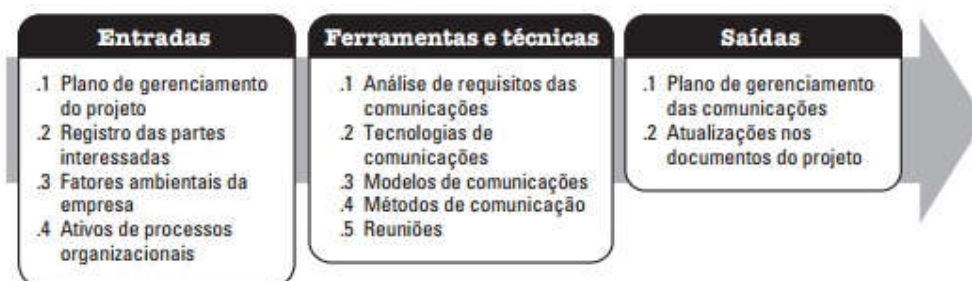 Entradas
.1 Plano de gerenciamento
do projeto
.2 Registro das partes
interessadas
.3 Fatores ambientais da
empresa
.4 Ativos de processos
organizacionais
Ferramentas e técnicas
.1 Análise de requisitos das
comunicações
.2 Tecnologias de
comunicações
.3 Modelos de comunicações
.4 Métodos de comunicação
.5 Reuniões
Saídas
.1 Plano de gerenciamento
das comunicações
.2 Atualizações nos
documentos do projeto